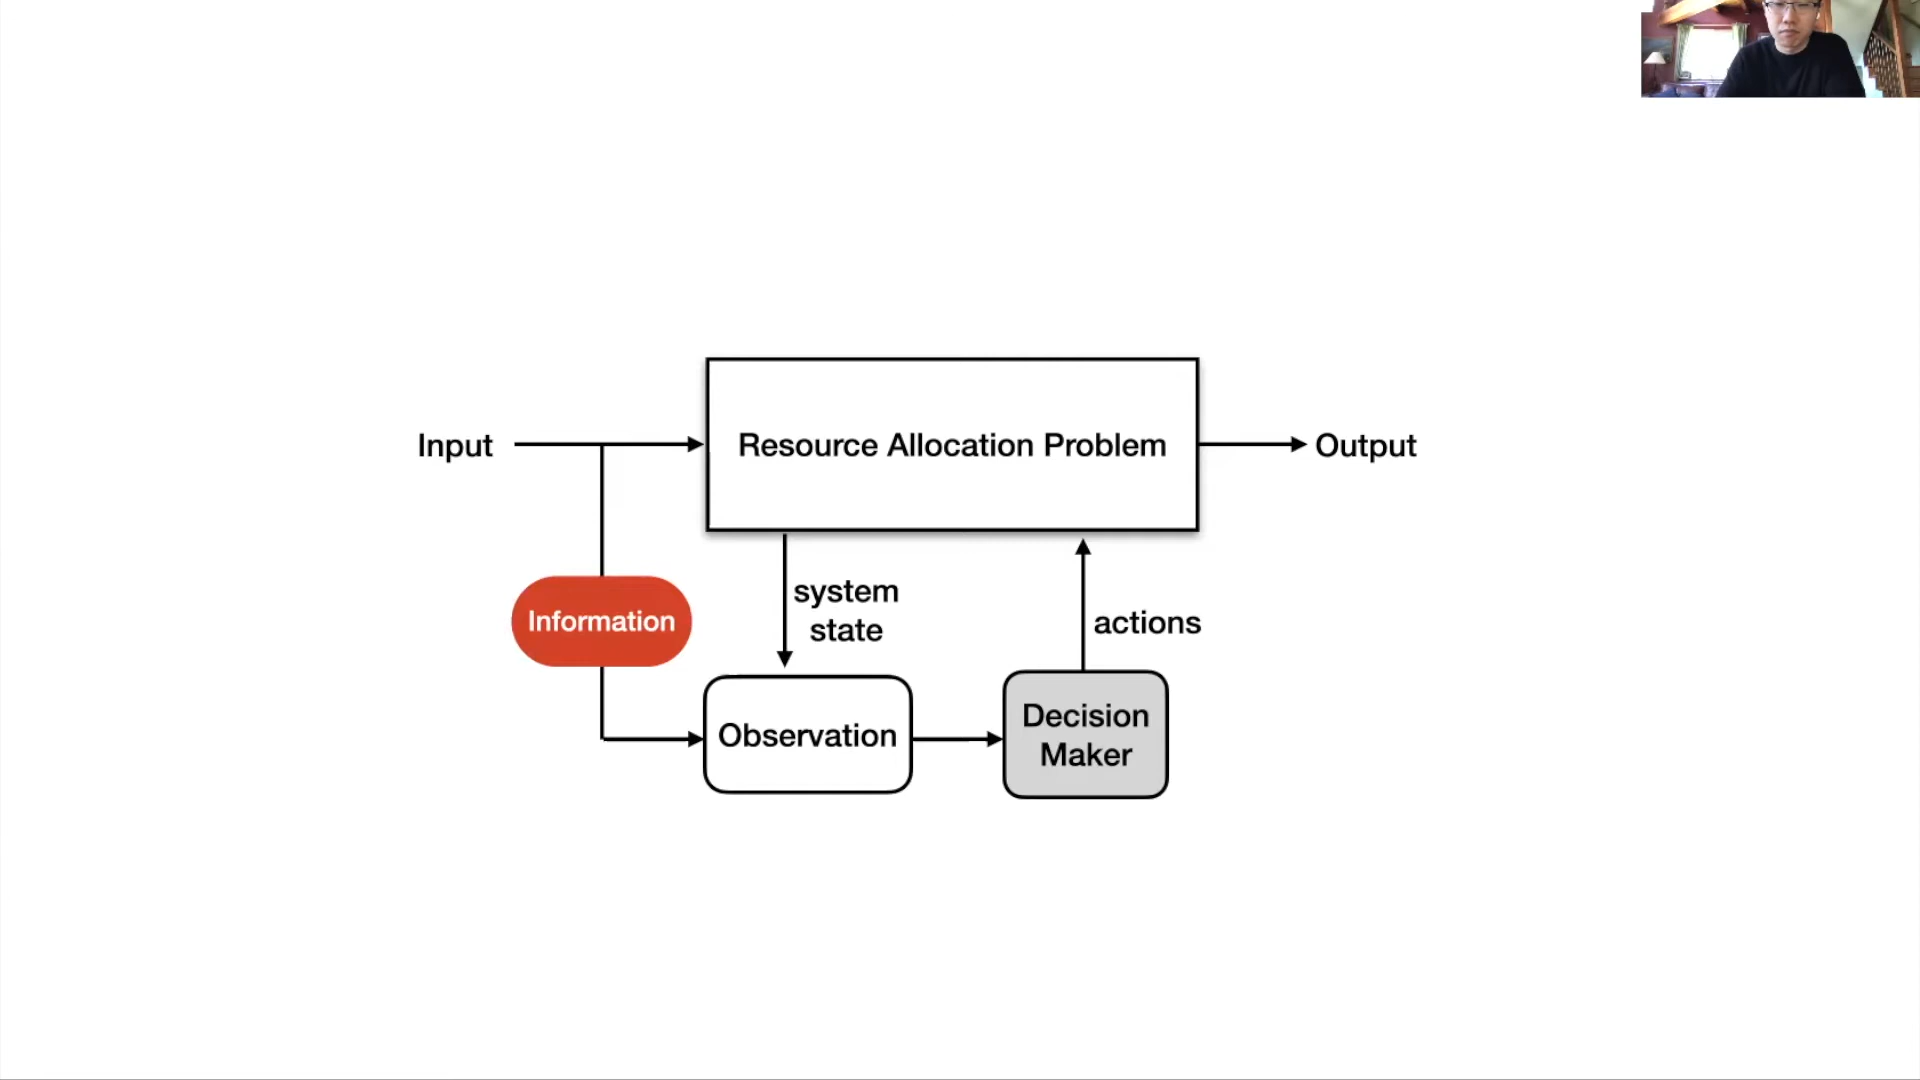 Input
Resource Allocation Problem
Output
Information
system
state
actions
Observation
Decision
Maker